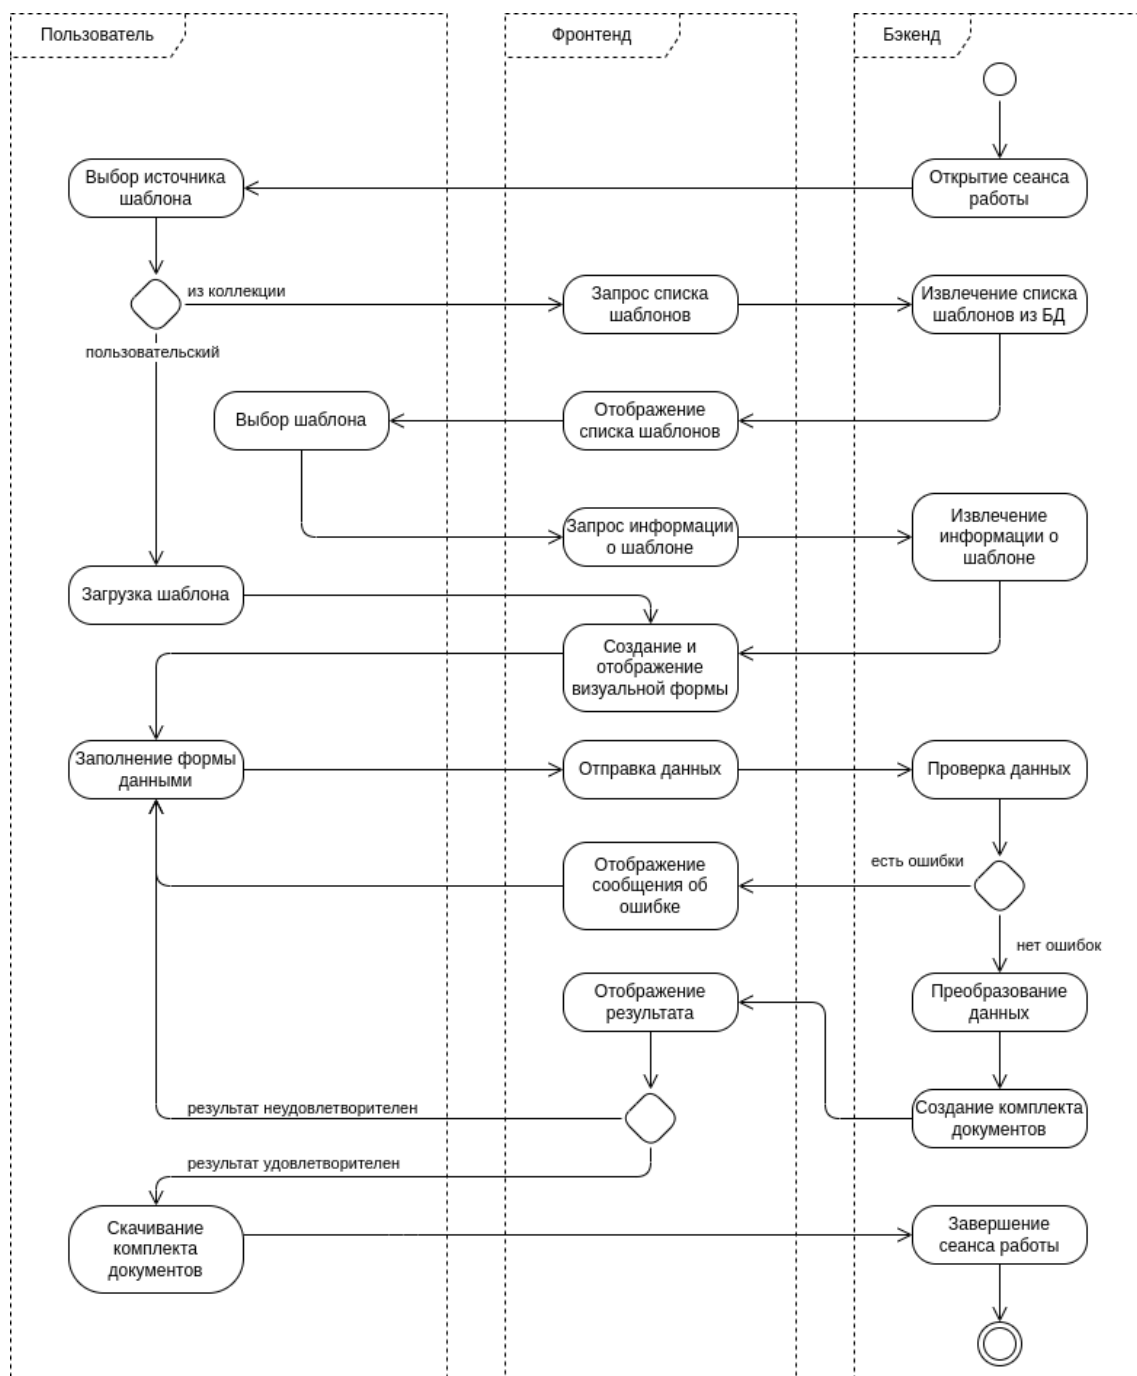 Пользователь
Фронтенд
Бэкенд
Выбор источника
шаблона
Открытие сеанса
работы
из коллекции
Запрос списка
шаблонов
Извлечение списка
шаблонов из БД
пользовательский
Выбор шаблона
Отображение
списка шаблонов
Запрос информации
о шаблоне
Извлечение
информации о
шаблоне
Загрузка шаблона
Создание и
отображение
визуальной формы
Заполнение формы
данными
Отправка данных
Проверка данных
Отображение
сообщения об
ошибке
есть ошибки
нет ошибок
Отображение
результата
Преобразование
данных
результат неудовлетворителен
Создание комплекта
документов
результат удовлетворителен
Скачивание
комплекта
документов
Завершение
сеанса работы